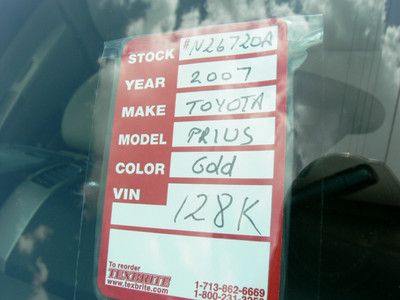 STOCK #N26720A
YEAR 2007
MAKE TOYOTA
MODEL PRIUS
COLOR Gold
VIN 128K
To reorder
TEXBRITE
www.texbrite.com
1-713-862-6669